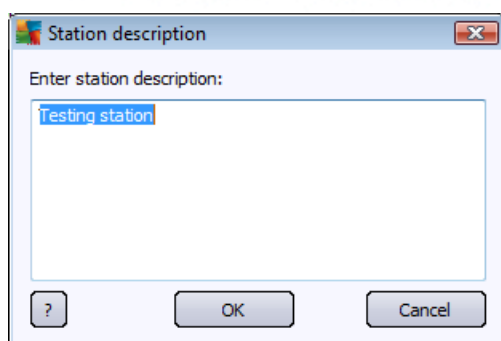 Station description
Enter station description:
Testing station
? OK Cancel